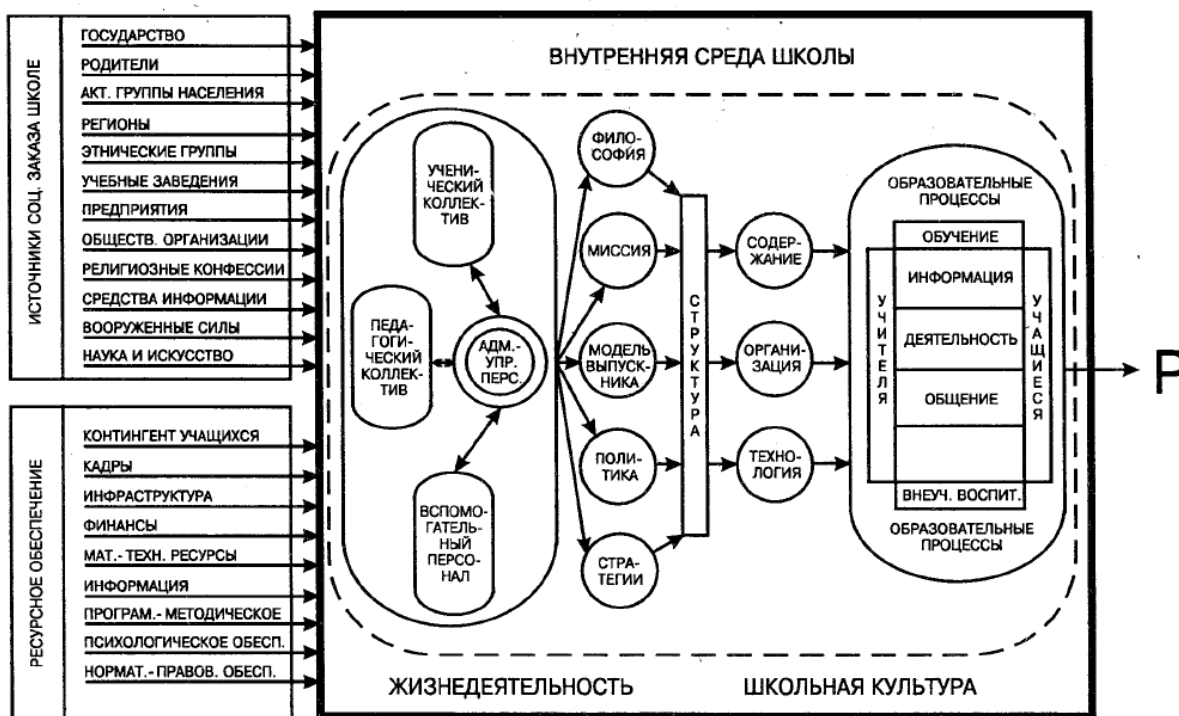 ИСТОЧНИКИ СОЦ. ЗАКАЗА ШКОЛЕ
ГОСУДАРСТВО
РОДИТЕЛИ
АКТ. ГРУППЫ НАСЕЛЕНИЯ
РЕГИОНЫ
ЭТНИЧЕСКИЕ ГРУППЫ
УЧЕБНЫЕ ЗАВЕДЕНИЯ
ПРЕДПРИЯТИЯ
ОБЩЕСТВ. ОРГАНИЗАЦИИ
РЕЛИГИОЗНЫЕ КОНФЕССИИ
СРЕДСТВА ИНФОРМАЦИИ
ВООРУЖЕННЫЕ СИЛЫ
НАУКА И ИСКУССТВО
РЕСУРСНОЕ ОБЕСПЕЧЕНИЕ
КОНТИНГЕНТ УЧАЩИХСЯ
КАДРЫ
ИНФРАСТРУКТУРА
ФИНАНСЫ
МАТ.- ТЕХН. РЕСУРСЫ
ИНФОРМАЦИЯ
ПРОГРАМ.- МЕТОДИЧЕСКОЕ
ПСИХОЛОГИЧЕСКОЕ ОБЕСП.
НОРМАТ.- ПРАВОВ. ОБЕСП.
ВНУТРЕННЯЯ СРЕДА ШКОЛЫ
УЧЕНИ-
ЧЕСКИЙ
КОЛЛЕК-
ТИВ
ПЕДА-
ГОГИ-
ЧЕСКИЙ
КОЛЛЕК-
ТИВ
АДМ.-
УПР.
ПЕРС.
ВСПОМО-
ГАТЕЛЬ-
НЫЙ
ПЕРСО-
НАЛ
ФИЛО-
СОФИЯ
МИССИЯ
МОДЕЛЬ
ВЫПУСК-
НИКА
ПОЛИ-
ТИКА
СТРА-
ТЕГИИ
СТРУКТУРА
СОДЕР-
ЖАНИЕ
ОРГАНИ-
ЗАЦИЯ
ТЕХНО-
ЛОГИЯ
ОБРАЗОВАТЕЛЬНЫЕ
ПРОЦЕССЫ
ОБУЧЕНИЕ
УЧИТЕЛЯ
ИНФОРМАЦИЯ
ДЕЯТЕЛЬНОСТЬ
ОБЩЕНИЕ
УЧАЩИЕСЯ
ВНЕУЧ. ВОСПИТ.
ОБРАЗОВАТЕЛЬНЫЕ
ПРОЦЕССЫ
Р
ЖИЗНЕДЕЯТЕЛЬНОСТЬ
ШКОЛЬНАЯ КУЛЬТУРА